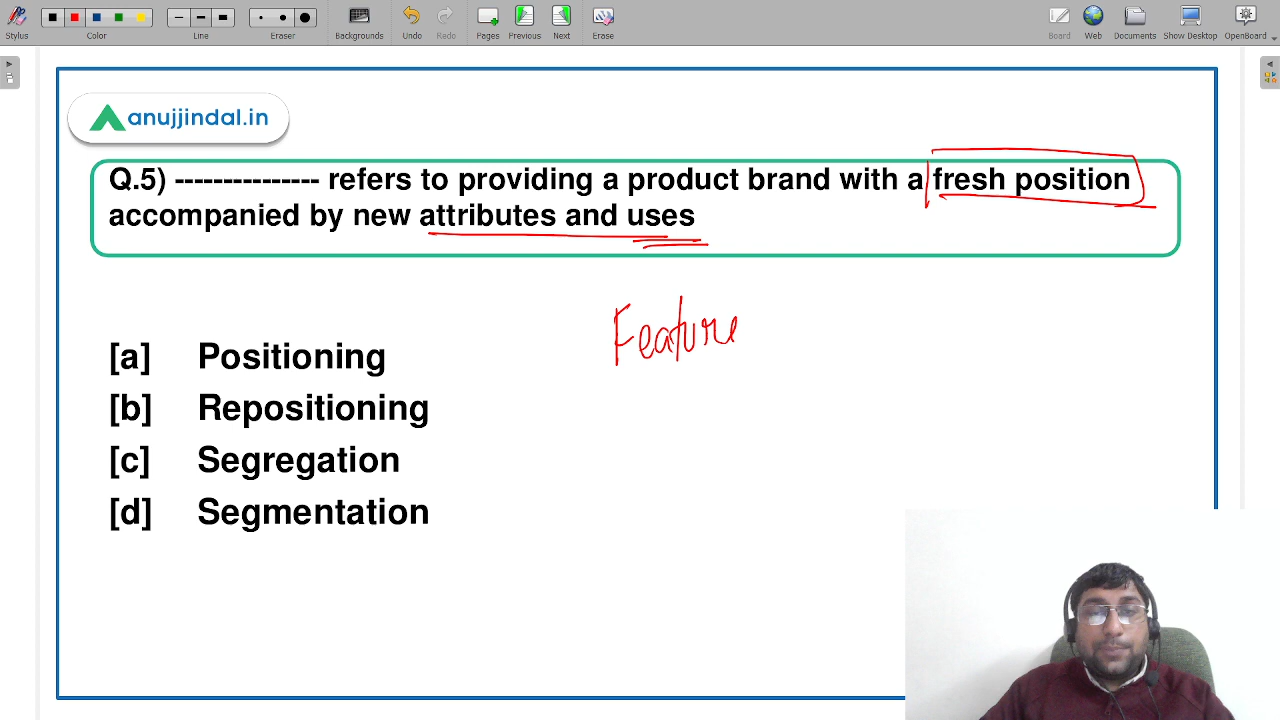 Stylus
Color
Line
Eraser
Backgrounds
Undo
Redo
Pages
Previous
Next
Erase
Board
Web
Documents
Show Desktop
OpenBoard
anujjindal.in
Q.5) --------------- refers to providing a product brand with a fresh position
accompanied by new attributes and uses
Feature
[a] Positioning
[b] Repositioning
[c] Segregation
[d] Segmentation